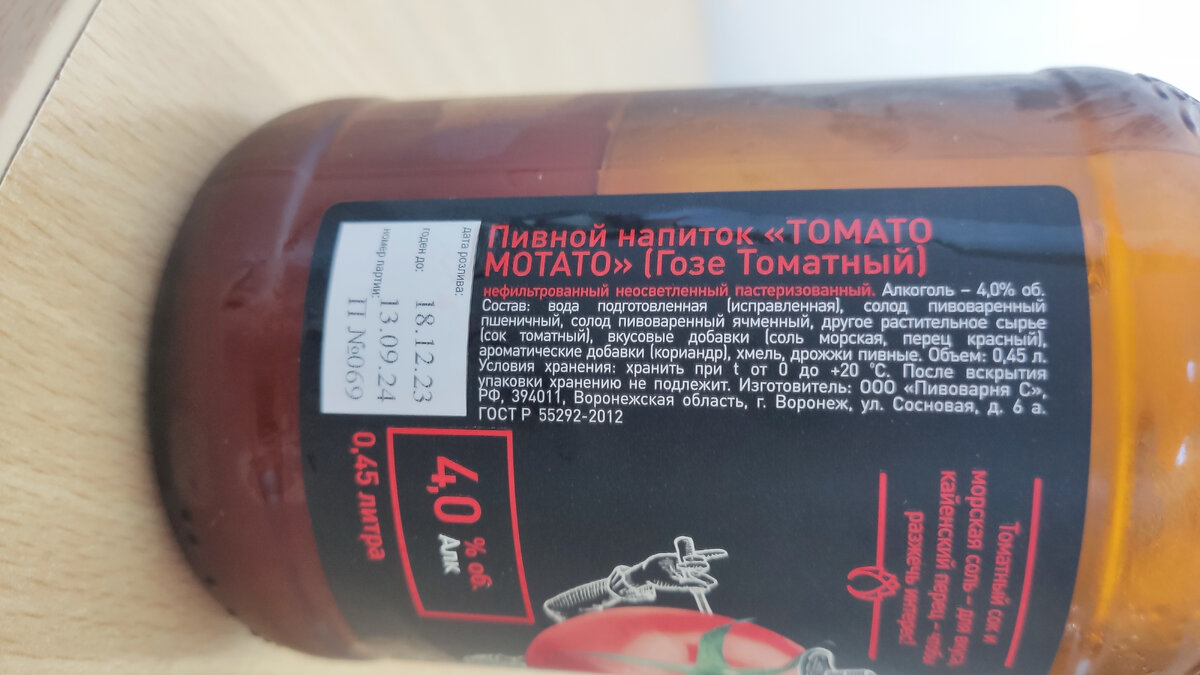 Пивной напиток «ТОМАТО
МОТАТО» (Гозе Томатный)
нефильтрованный неосветленный пастеризованный. Алкоголь – 4,0% об.
Состав: вода подготовленная (исправленная), солод пивоваренный
пшеничный, солод пивоваренный ячменный, другое растительное сырье
(сок томатный), вкусовые добавки (соль морская, перец красный),
ароматические добавки (кориандр), хмель, дрожжи пивные. Объем: 0,45 л.
Условия хранения: хранить при t от 0 до +20 °С. После вскрытия
упаковки хранению не подлежит. Изготовитель: ООО «Пивоварня С»,
РФ, 394011, Воронежская область, г. Воронеж, ул. Сосновая, д. 6 а.
ГОСТ Р 55292-2012
дата розлива:
годен до: 18.12.23
номер партии: 13.09.24
П №069
4,0 % об.
Алк
0,45 литра
Томатный сок и
морская соль – для вкуса,
кайенский перец – чтобы
разжечь интерес!